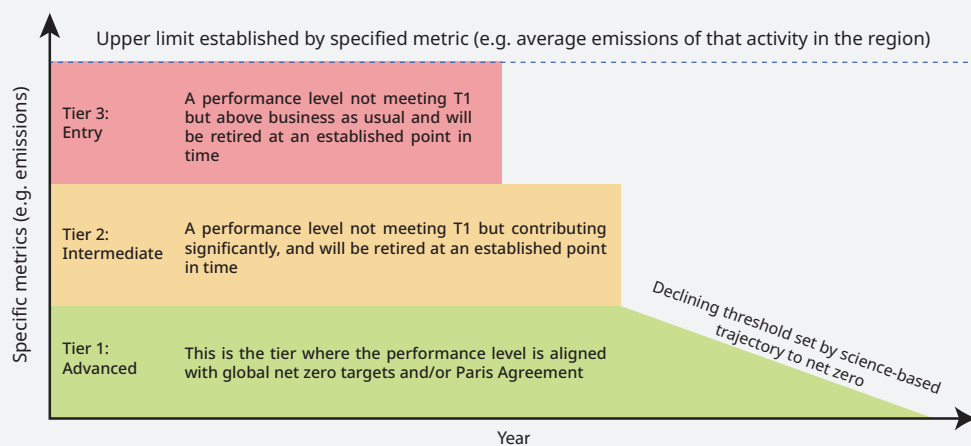 Upper limit established by specified metric (e.g. average emissions of that activity in the region)
Specific metrics (e.g. emissions)
Tier 3:
Entry
A performance level not meeting T1
but above business as usual and will
be retired at an established point in
time
Tier 2:
Intermediate
A performance level not meeting T1 but contributing
significantly, and will be retired at an established point
in time
Tier 1:
Advanced
This is the tier where the performance level is aligned
with global net zero targets and/or Paris Agreement
Declining threshold set by science-based
trajectory to net zero
Year